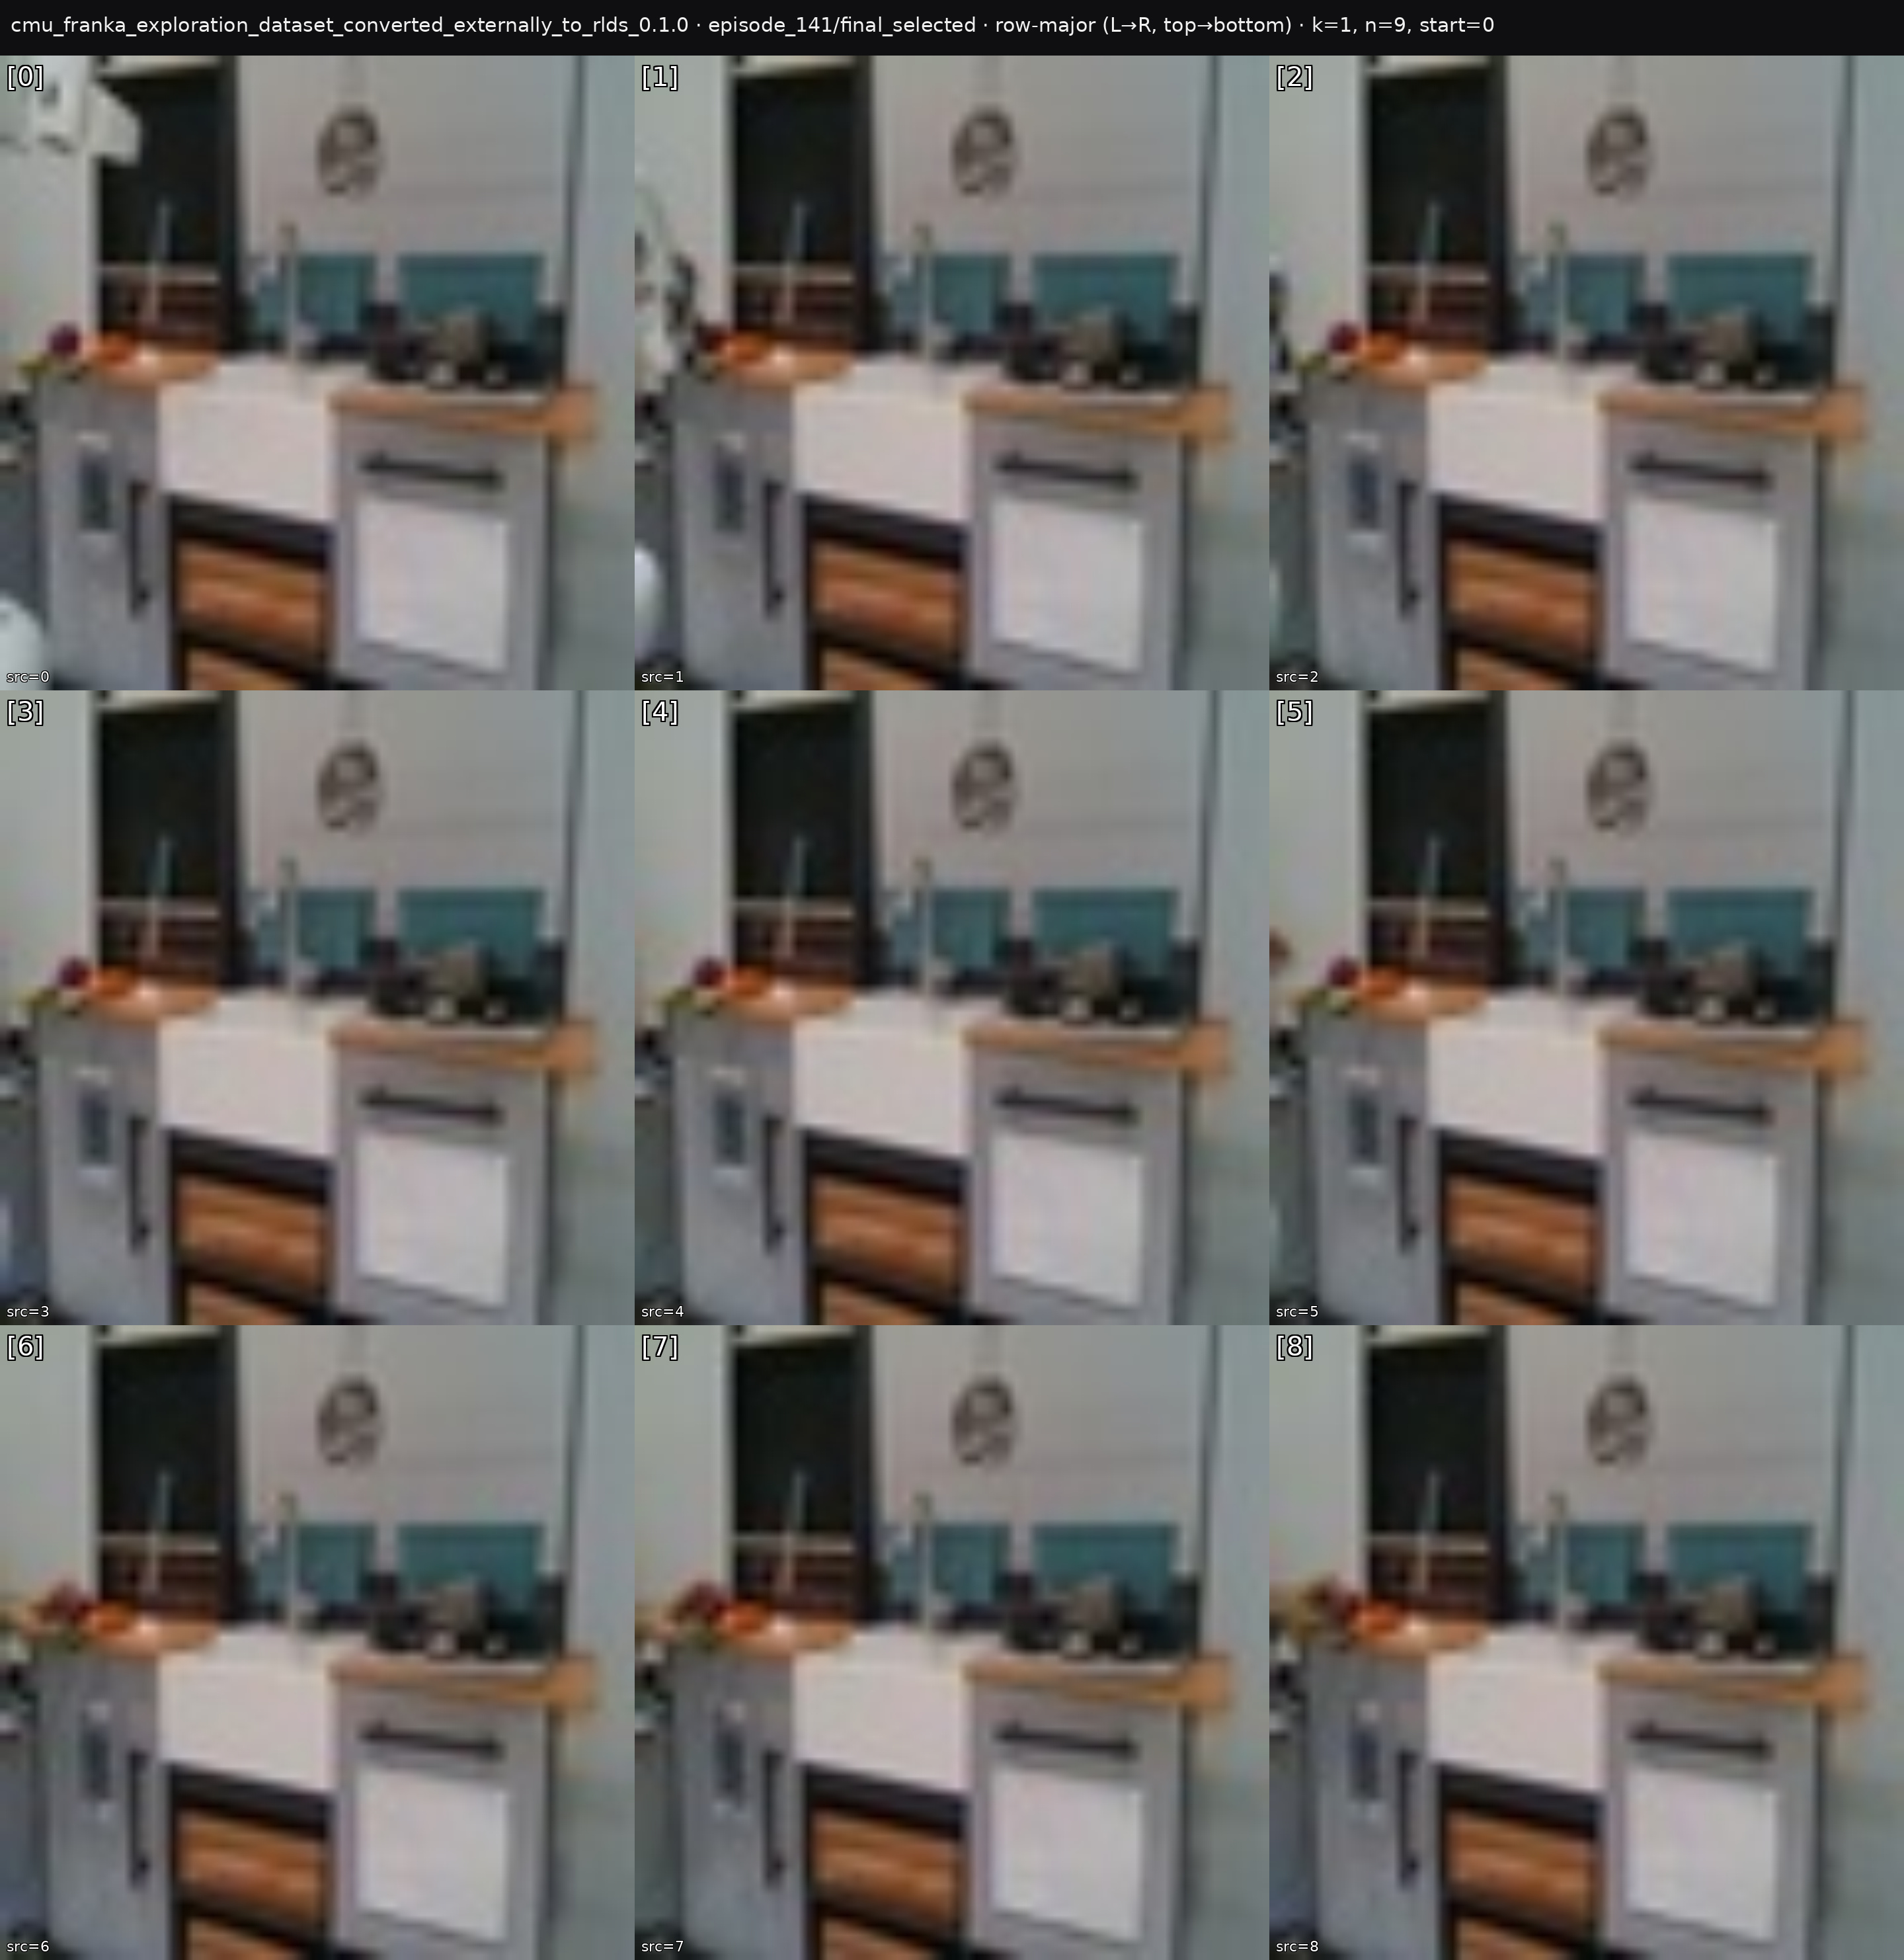 cmu_franka_exploration_dataset_converted_externally_to_rlds_0.1.0 · episode_141/final_selected · row-major (L→R, top→bottom) · k=1, n=9, start=0
[0]
[1]
[2]
src=0
src=1
src=2
[3]
[4]
[5]
src=3
src=4
src=5
[6]
[7]
[8]
src=6
src=7
src=8